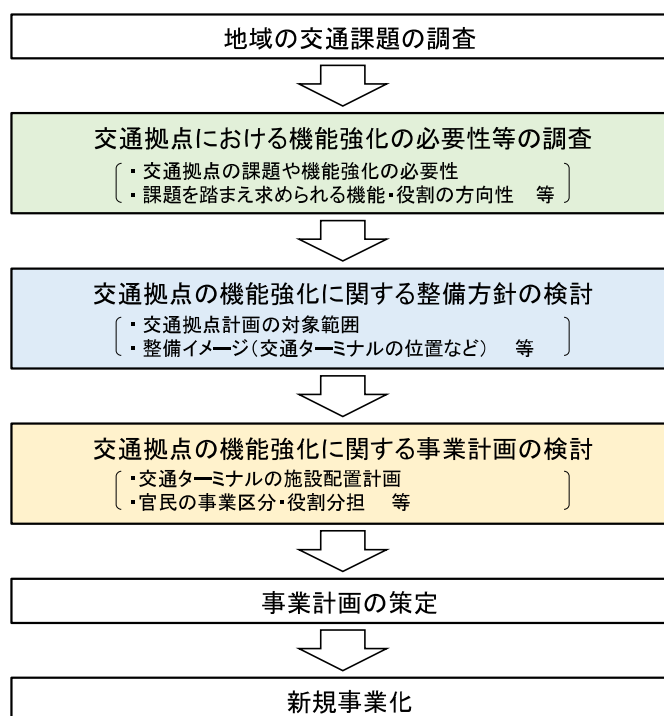 地域の交通課題の調査
交通拠点における機能強化の必要性等の調査
・交通拠点の課題や機能強化の必要性
・課題を踏まえ求められる機能・役割の方向性　等
交通拠点の機能強化に関する整備方針の検討
・交通拠点計画の対象範囲
・整備イメージ(交通ターミナルの位置など)　等
交通拠点の機能強化に関する事業計画の検討
・交通ターミナルの施設配置計画
・官民の事業区分・役割分担　等
事業計画の策定
新規事業化